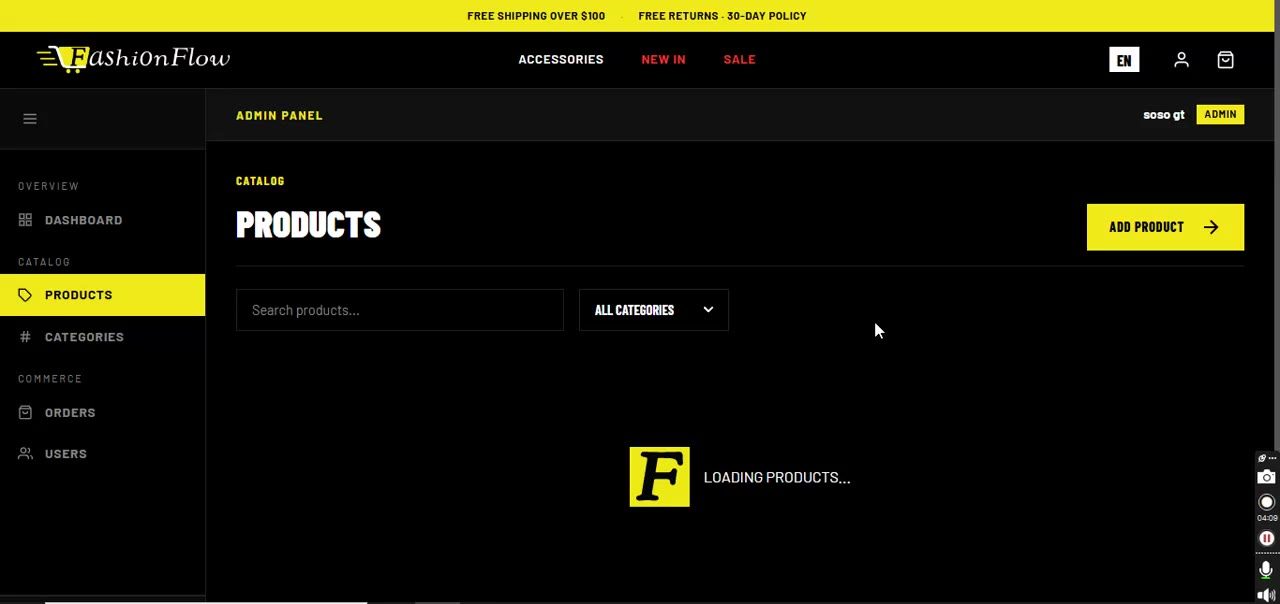 FREE SHIPPING OVER $100 · FREE RETURNS · 30-DAY POLICY
Fashi0nFlow
ACCESSORIES NEW IN SALE
EN
ADMIN PANEL
soso gt ADMIN
OVERVIEW
DASHBOARD
CATALOG
PRODUCTS
CATEGORIES
COMMERCE
ORDERS
USERS
CATALOG
PRODUCTS
ADD PRODUCT
Search products...
ALL CATEGORIES
F
LOADING PRODUCTS...
04:09